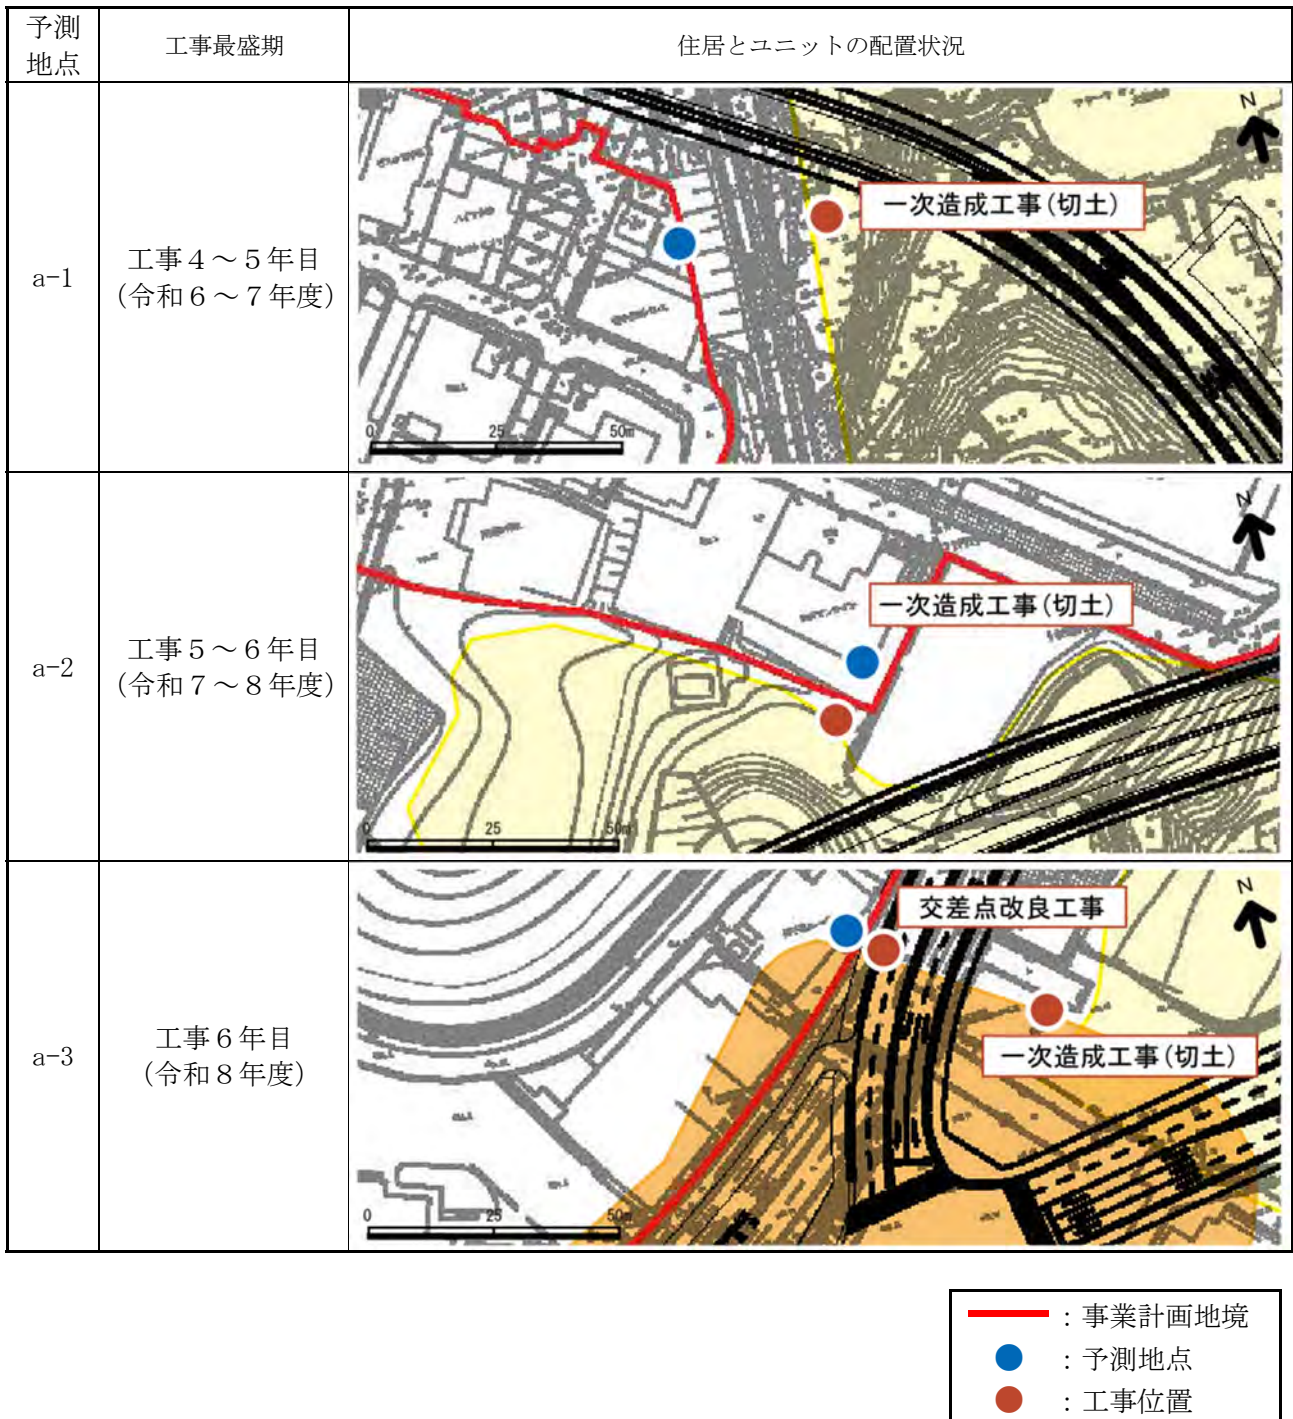 予測
地点
工事最盛期
住居とユニットの配置状況
a-1
工事４～５年目
（令和６～７年度）
N
一次造成工事(切土)
0 25 50m
a-2
工事５～６年目
（令和７～８年度）
N
一次造成工事(切土)
0 25 50m
a-3
工事６年目
（令和８年度）
N
交差点改良工事
一次造成工事(切土)
0 25 50m
：事業計画地境
：予測地点
：工事位置